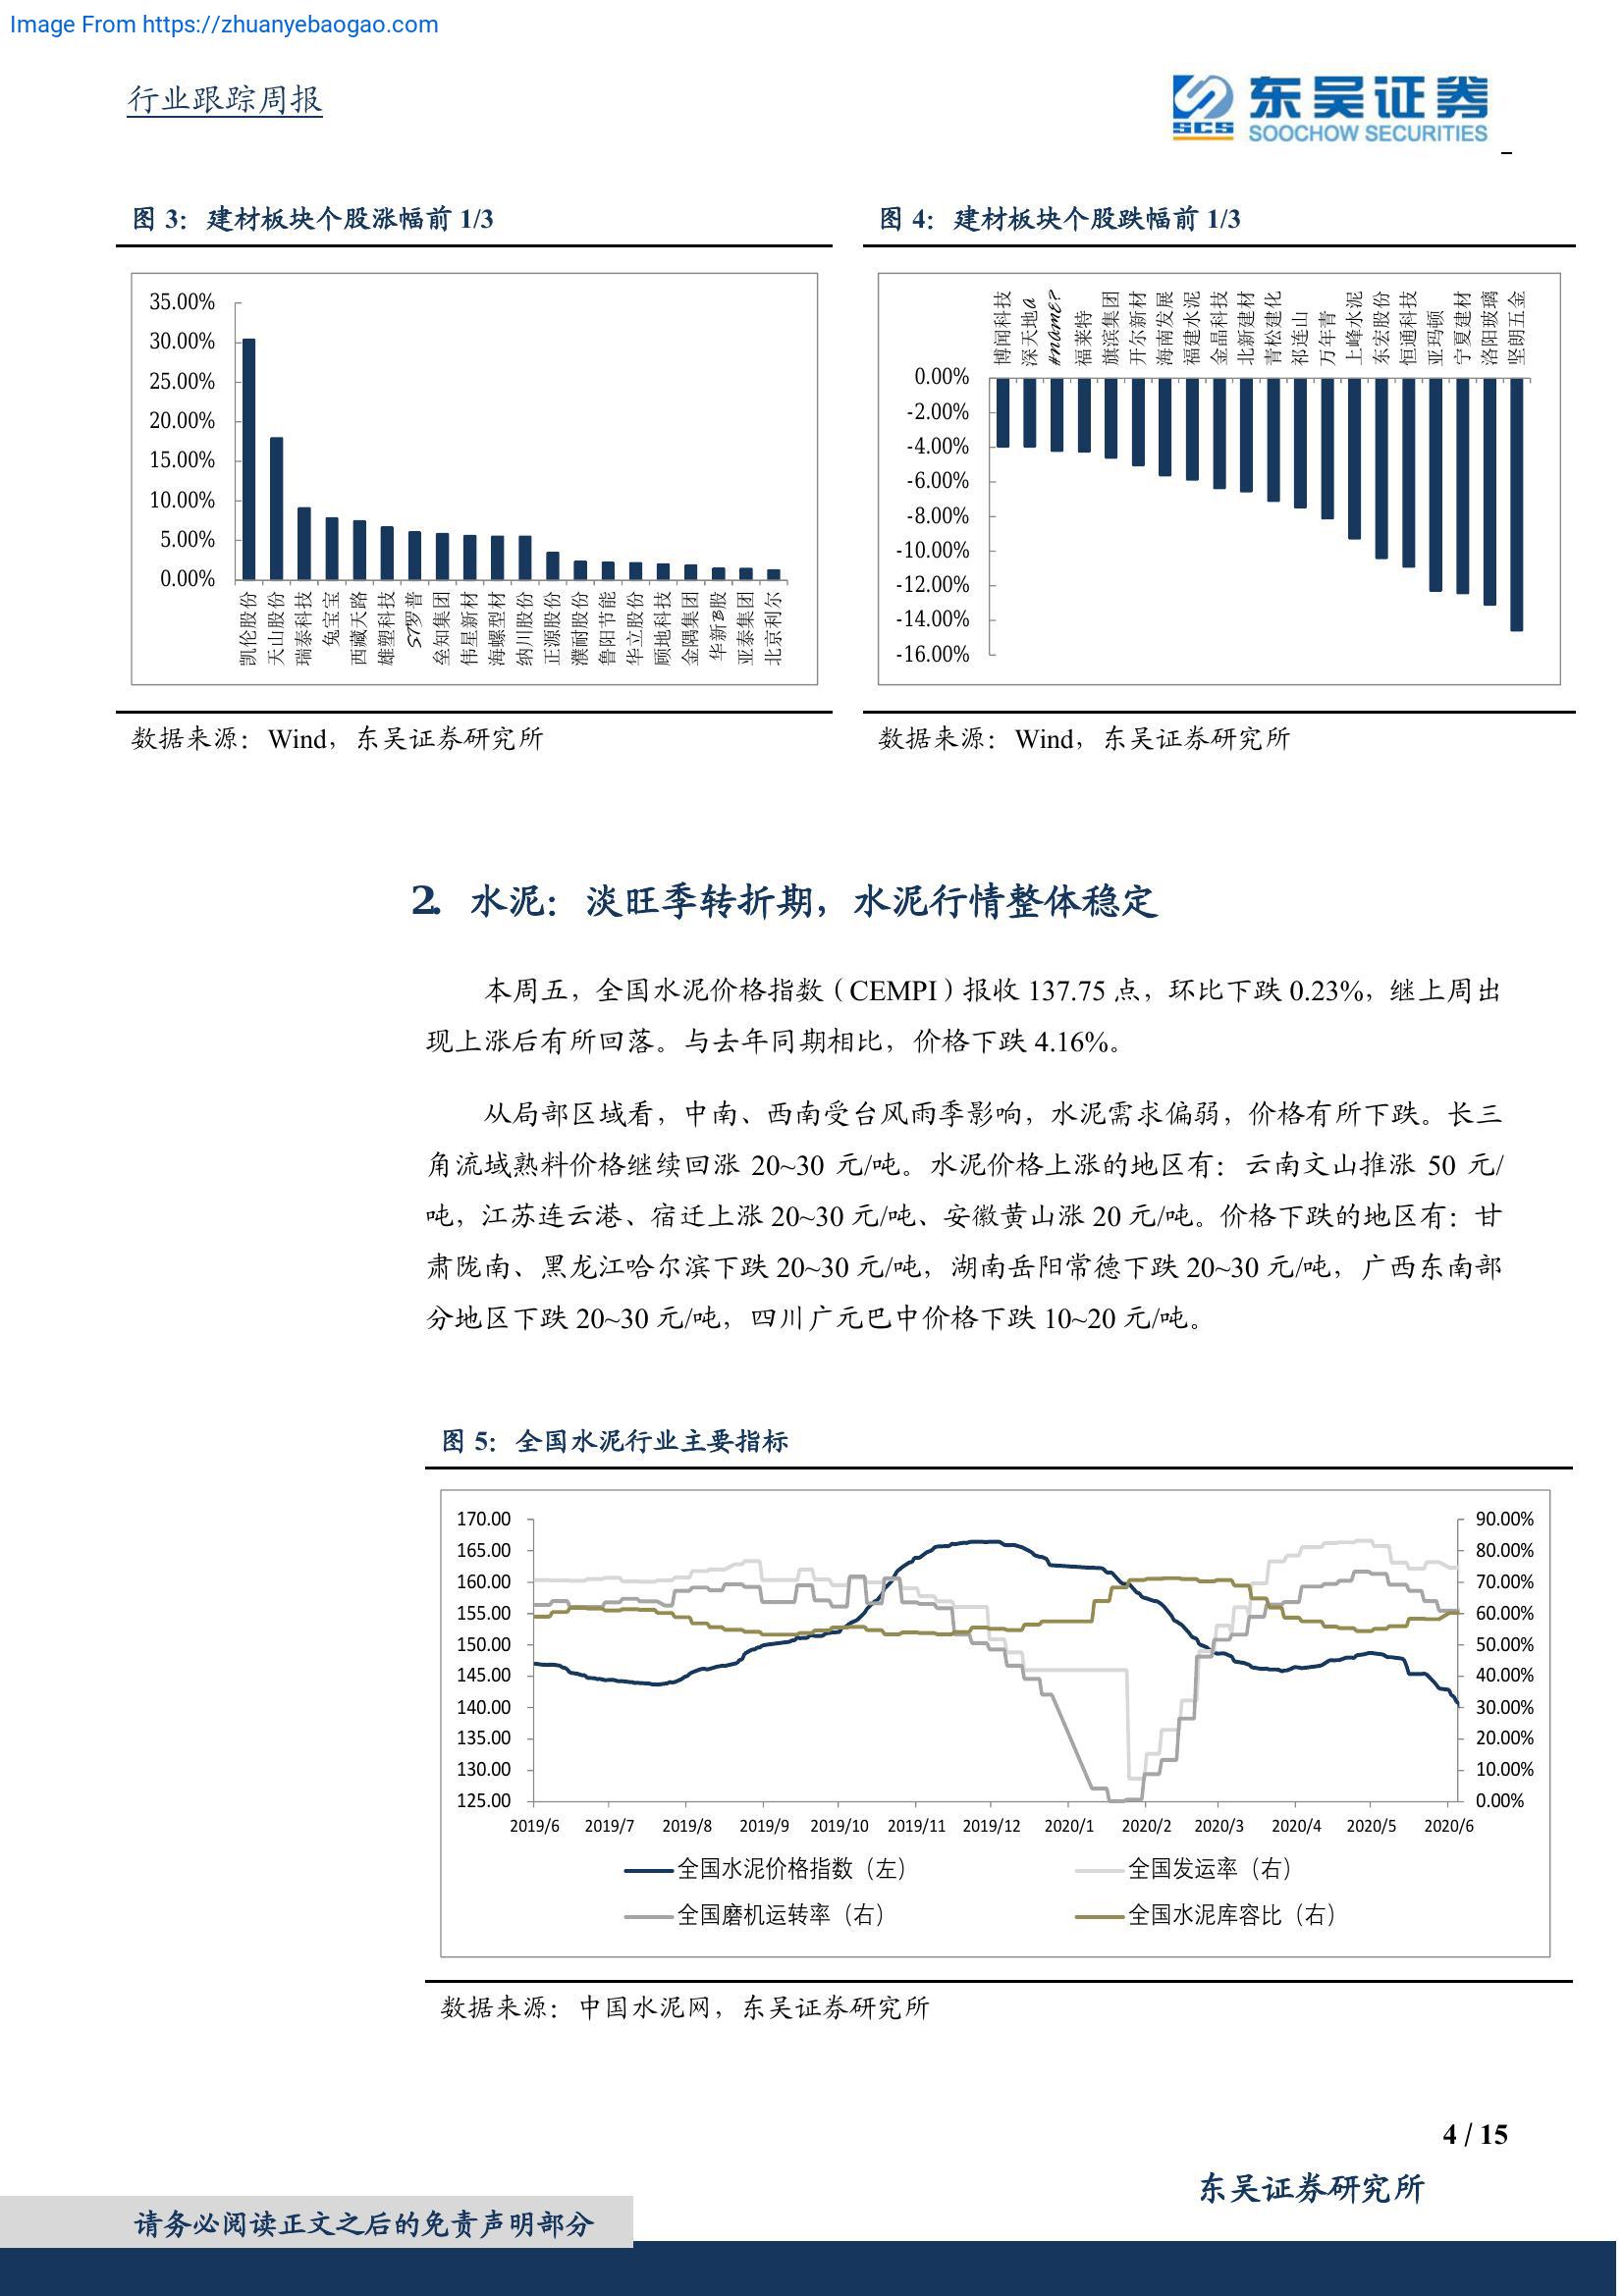 Image From https://zhuanyebaogao.com
行业跟踪周报
SCS
东吴证券
SOOCHOW SECURITIES
图 3：建材板块个股涨幅前 1/3
35.00%
30.00%
25.00%
20.00%
15.00%
10.00%
5.00%
0.00%
凯伦股份
天山股份
瑞泰科技
兔宝宝
西藏天路
雄塑科技
ST罗普
垒知集团
伟星新材
海螺型材
纳川股份
正源股份
濮耐股份
鲁阳节能
华立股份
顾地科技
金隅集团
华新B股
亚泰集团
北京利尔
数据来源：Wind，东吴证券研究所
图 4：建材板块个股跌幅前 1/3
博闻科技
深天地a
#name?
福莱特
旗滨集团
开尔新材
海南发展
福建水泥
金晶科技
北新建材
青松建化
祁连山
万年青
上峰水泥
东宏股份
恒通科技
亚玛顿
宁夏建材
洛阳玻璃
坚朗五金
0.00%
-2.00%
-4.00%
-6.00%
-8.00%
-10.00%
-12.00%
-14.00%
-16.00%
数据来源：Wind，东吴证券研究所
2. 水泥：淡旺季转折期，水泥行情整体稳定
本周五，全国水泥价格指数（CEMPI）报收 137.75 点，环比下跌 0.23%，继上周出
现上涨后有所回落。与去年同期相比，价格下跌 4.16%。
从局部区域看，中南、西南受台风雨季影响，水泥需求偏弱，价格有所下跌。长三
角流域熟料价格继续回涨 20~30 元/吨。水泥价格上涨的地区有：云南文山推涨 50 元/
吨，江苏连云港、宿迁上涨 20~30 元/吨、安徽黄山涨 20 元/吨。价格下跌的地区有：甘
肃陇南、黑龙江哈尔滨下跌 20~30 元/吨，湖南岳阳常德下跌 20~30 元/吨，广西东南部
分地区下跌 20~30 元/吨，四川广元巴中价格下跌 10~20 元/吨。
图 5：全国水泥行业主要指标
170.00
165.00
160.00
155.00
150.00
145.00
140.00
135.00
130.00
125.00
90.00%
80.00%
70.00%
60.00%
50.00%
40.00%
30.00%
20.00%
10.00%
0.00%
2019/6 2019/7 2019/8 2019/9 2019/10 2019/11 2019/12 2020/1 2020/2 2020/3 2020/4 2020/5 2020/6
全国水泥价格指数（左） 全国发运率（右）
全国磨机运转率（右） 全国水泥库容比（右）
数据来源：中国水泥网，东吴证券研究所
4 / 15
东吴证券研究所
请务必阅读正文之后的免责声明部分